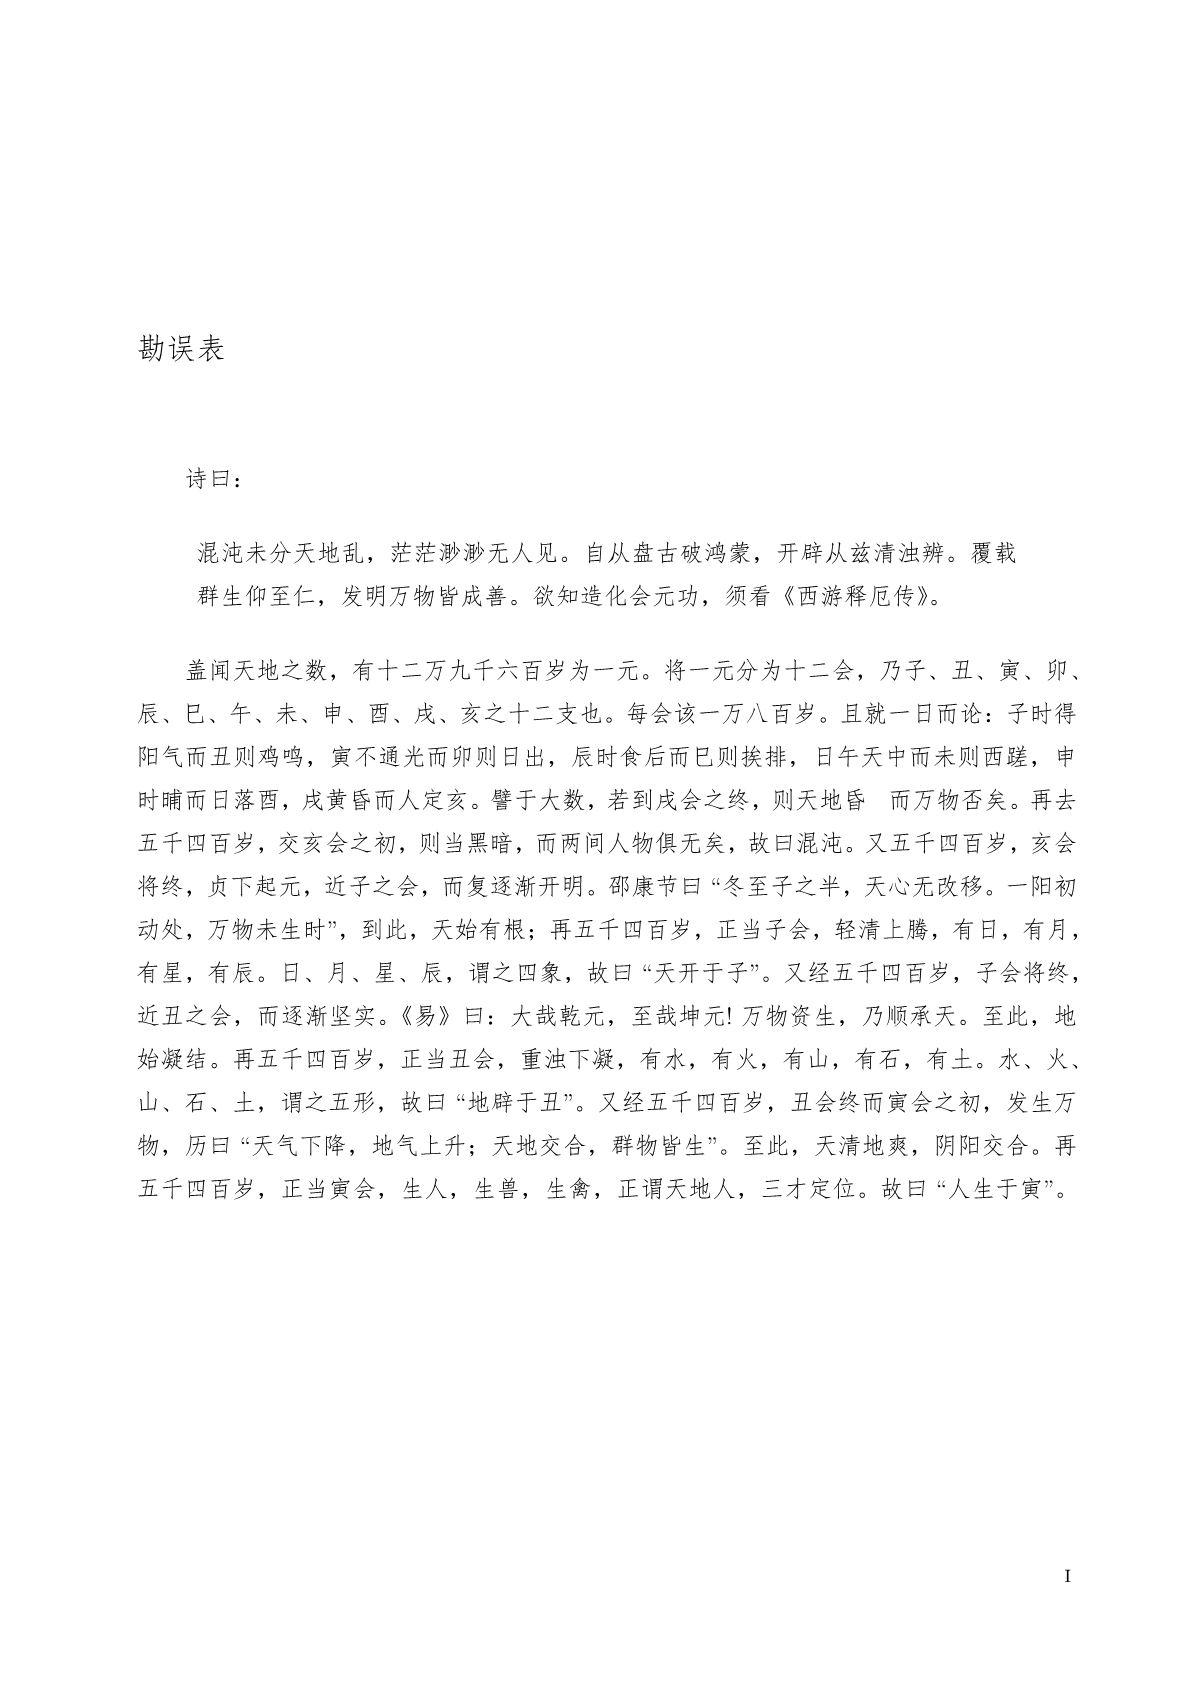 勘误表
诗曰：
混沌未分天地乱，茫茫渺渺无人见。自从盘古破鸿蒙，开辟从兹清浊辨。覆载
群生仰至仁，发明万物皆成善。欲知造化会元功，须看《西游释厄传》。
盖闻天地之数，有十二万九千六百岁为一元。将一元分为十二会，乃子、丑、寅、卯、
辰、巳、午、未、申、酉、戌、亥之十二支也。每会该一万八百岁。且就一日而论：子时得
阳气而丑则鸡鸣，寅不通光而卯则日出，辰时食后而巳则挨排，日午天中而未则西蹉，申
时晡而日落酉，戌黄昏而人定亥。譬于大数，若到戌会之终，则天地昏　而万物否矣。再去
五千四百岁，交亥会之初，则当黑暗，而两间人物俱无矣，故曰混沌。又五千四百岁，亥会
将终，贞下起元，近子之会，而复逐渐开明。邵康节曰“冬至子之半，天心无改移。一阳初
动处，万物未生时”，到此，天始有根；再五千四百岁，正当子会，轻清上腾，有日，有月，
有星，有辰。日、月、星、辰，谓之四象，故曰“天开于子”。又经五千四百岁，子会将终，
近丑之会，而逐渐坚实。《易》曰：大哉乾元，至哉坤元！万物资生，乃顺承天。至此，地
始凝结。再五千四百岁，正当丑会，重浊下凝，有水，有火，有山，有石，有土。水、火、
山、石、土，谓之五形，故曰“地辟于丑”。又经五千四百岁，丑会终而寅会之初，发生万
物，历曰“天气下降，地气上升；天地交合，群物皆生”。至此，天清地爽，阴阳交合。再
五千四百岁，正当寅会，生人，生兽，生禽，正谓天地人，三才定位。故曰“人生于寅”。
I